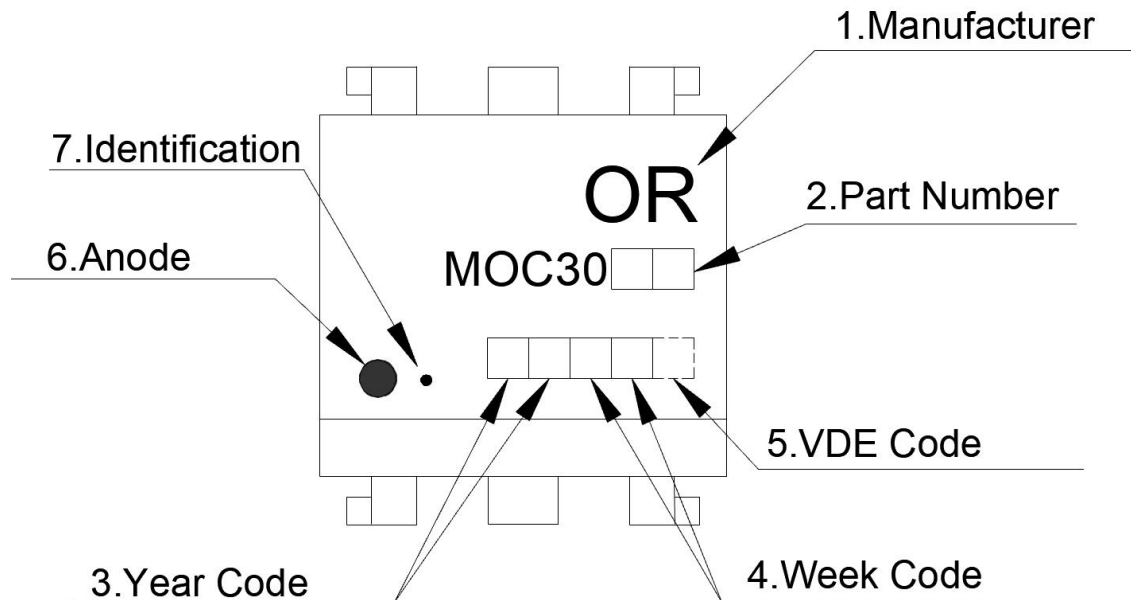 1.Manufacturer
7.Identification
OR
2.Part Number
6.Anode
MOC30
5.VDE Code
3.Year Code
4.Week Code